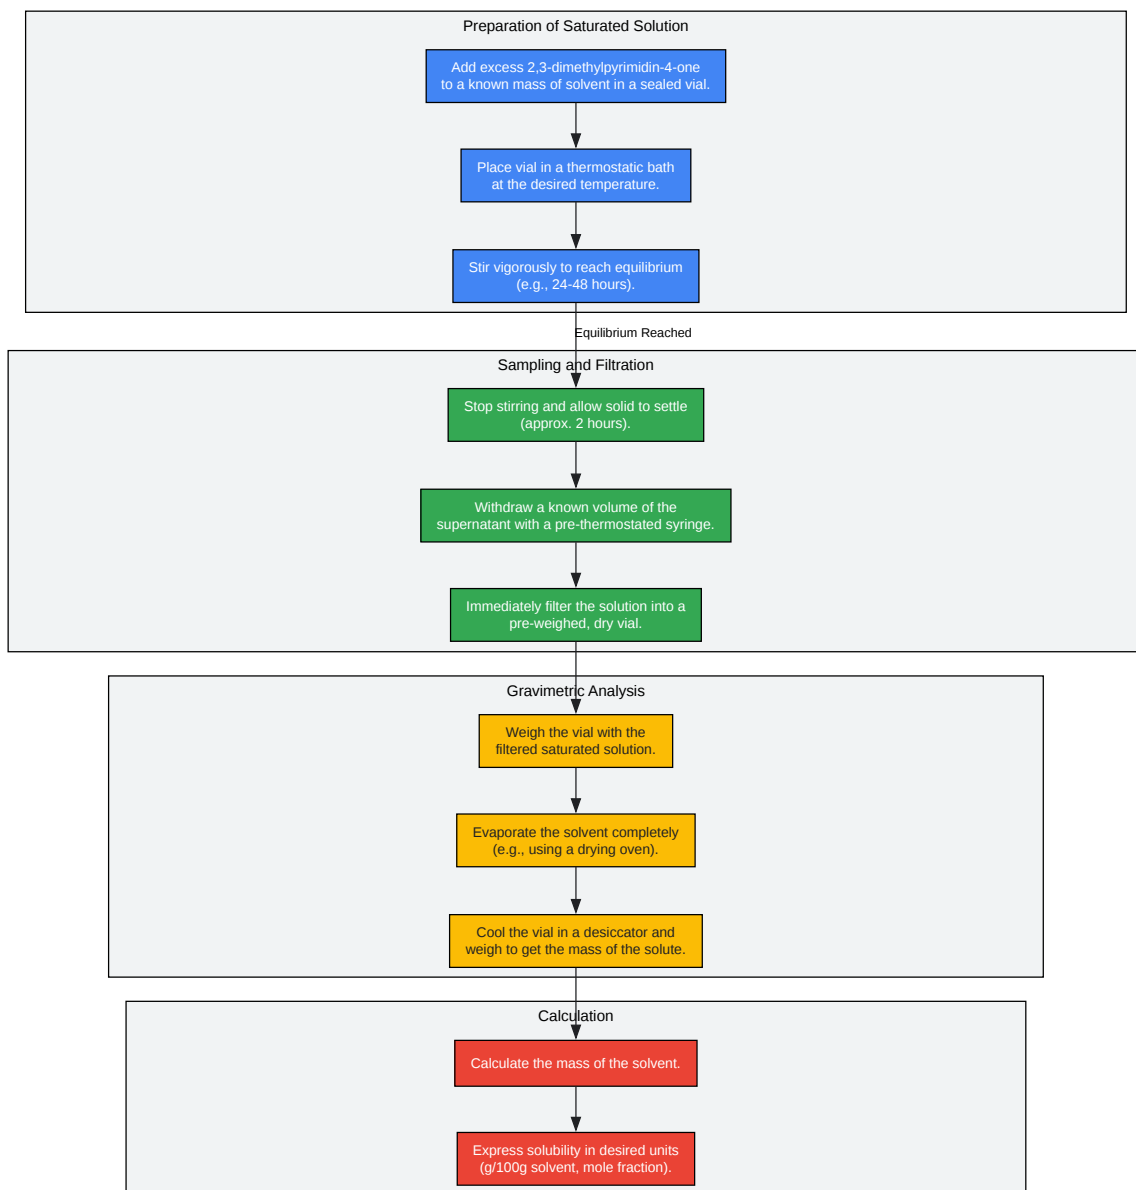 Preparation of Saturated Solution
Add excess 2,3-dimethylpyrimidin-4-one
to a known mass of solvent in a sealed vial.
Place vial in a thermostatic bath
at the desired temperature.
Stir vigorously to reach equilibrium
(e.g., 24-48 hours).
Equilibrium Reached
Sampling and Filtration
Stop stirring and allow solid to settle
(approx. 2 hours).
Withdraw a known volume of the
supernatant with a pre-thermostated syringe.
Immediately filter the solution into a
pre-weighed, dry vial.
Gravimetric Analysis
Weigh the vial with the
filtered saturated solution.
Evaporate the solvent completely
(e.g., using a drying oven).
Cool the vial in a desiccator and
weigh to get the mass of the solute.
Calculation
Calculate the mass of the solvent.
Express solubility in desired units
(g/100g solvent, mole fraction).